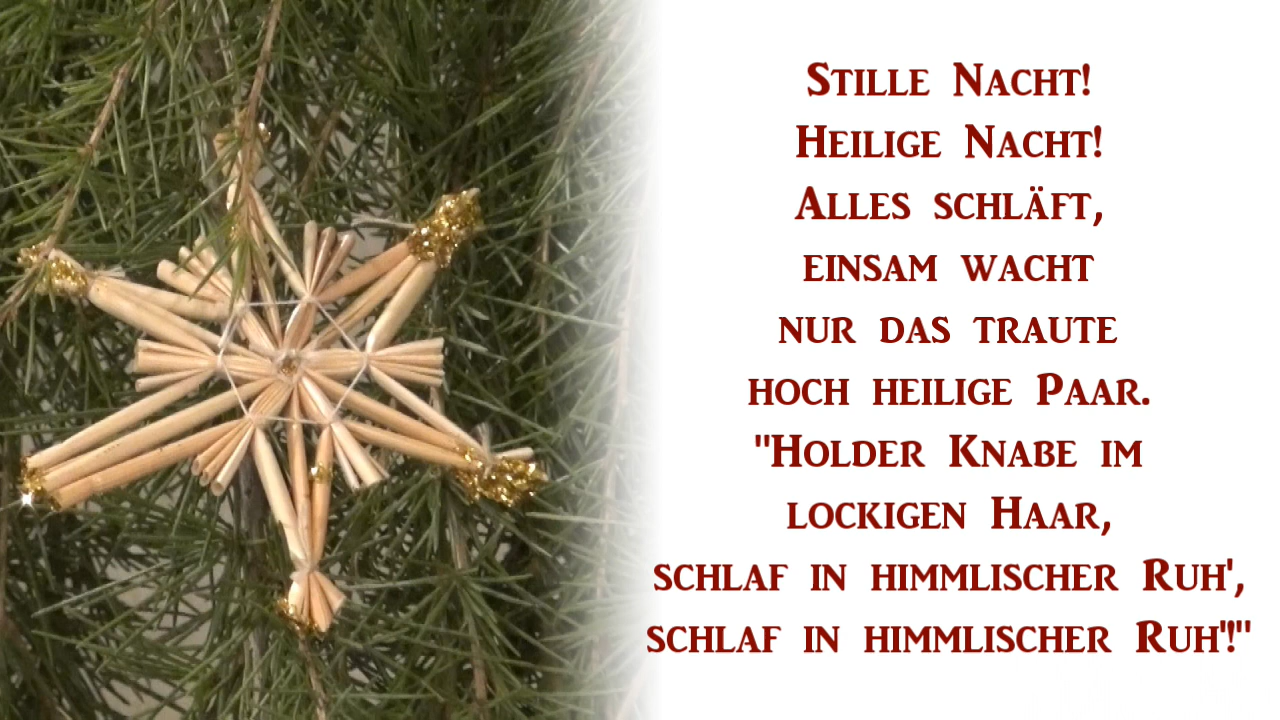 Stille Nacht!
Heilige Nacht!
Alles schläft,
einsam wacht
nur das traute
hoch heilige Paar.
"Holder Knabe im
lockigen Haar,
schlaf in himmlischer Ruh',
schlaf in himmlischer Ruh'!"